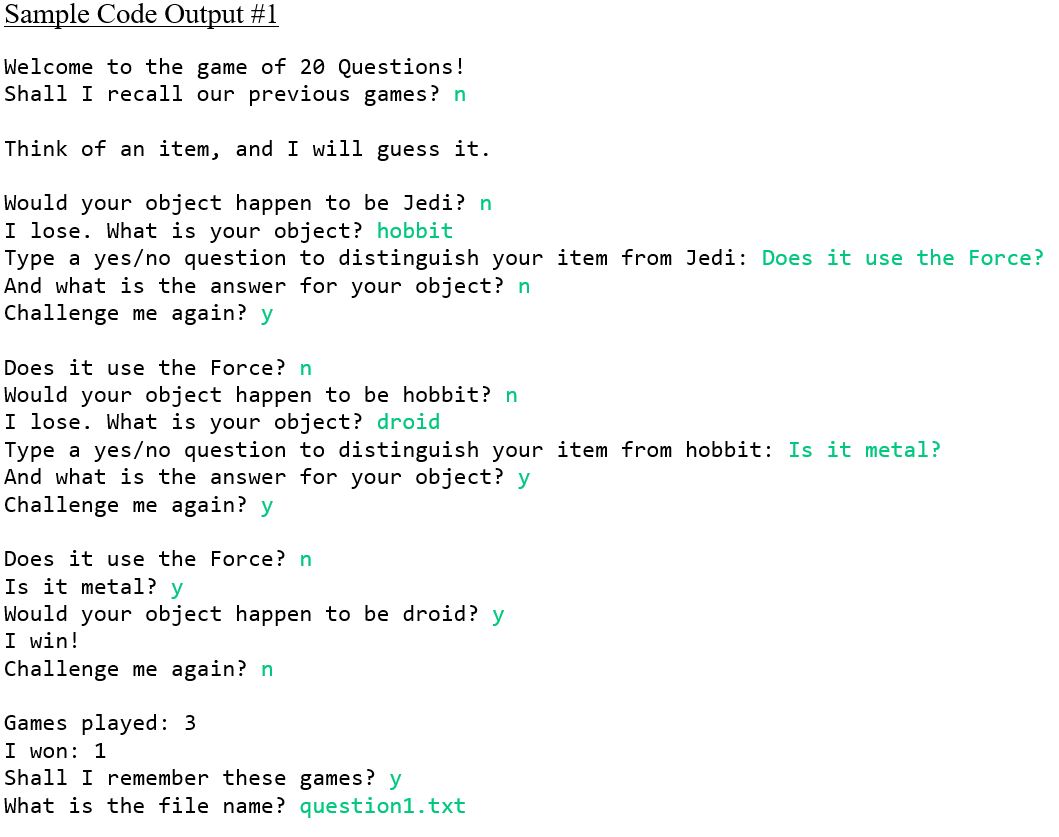 Sample Code Output #1
Welcome to the game of 20 Questions!
Shall I recall our previous games? n
Think of an item, and I will guess it.
Would your object happen to be Jedi? n
I lose. What is your object? hobbit
Type a yes/no question to distinguish your item from Jedi: Does it use the Force?
And what is the answer for your object? n
Challenge me again? y
Does it use the Force? n
Would your object happen to be hobbit? n
I lose. What is your object? droid
Type a yes/no question to distinguish your item from hobbit: Is it metal?
And what is the answer for your object? y
Challenge me again? y
Does it use the Force? n
Is it metal? y
Would your object happen to be droid? y
I win!
Challenge me again? n
Games played: 3
I won: 1
Shall I remember these games? y
What is the file name? question1.txt